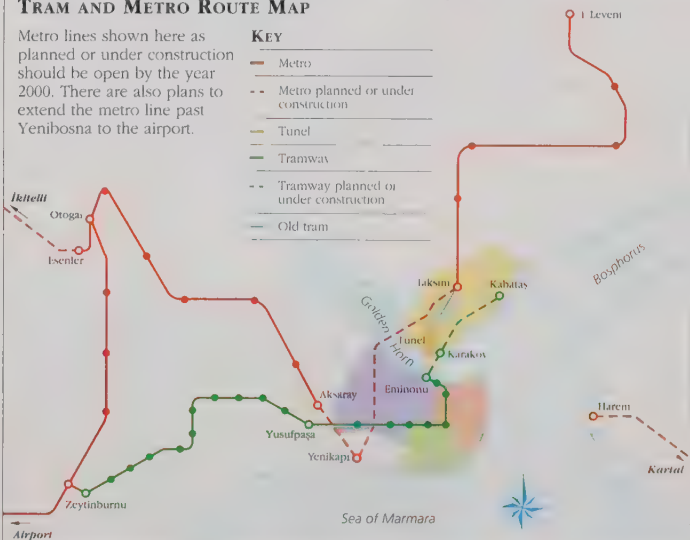 TRAM AND METRO ROUTE MAP
Metro lines shown here as
planned or under construction
should be open by the year
2000. There are also plans to
extend the metro line past
Yenibosna to the airport.
KEY
Metro
Metro planned or under
construction
Tunel
Tramway
Tramway planned or
under construction
Old tram
4 Levent
İkitelli
Otogar
Esenler
Taksim
Kabataş
Bosphorus
Golden Horn
Tunel
Karaköy
Eminönü
Aksaray
Yusufpaşa
Yenikapı
Harem
Kartal
Zeytinburnu
Airport
Sea of Marmara